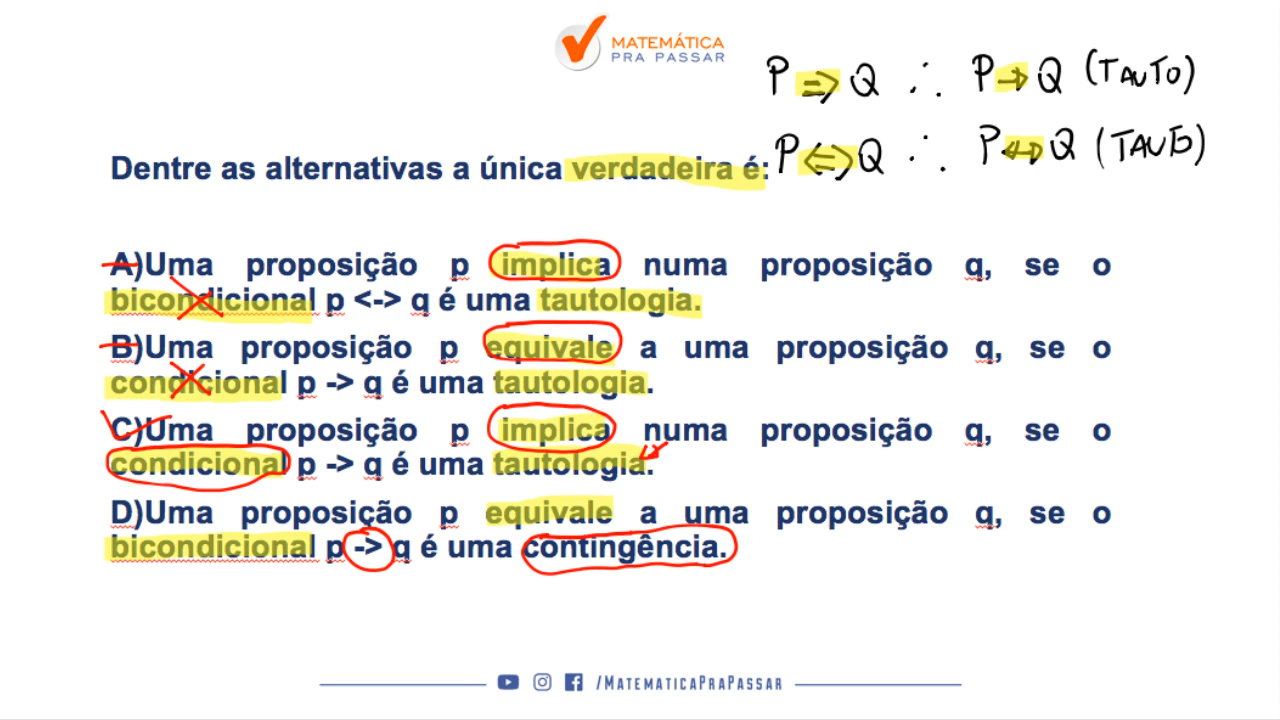 MATEMÁTICA
PRA PASSAR
P ⇒ Q ∴ P → Q (TAUTO)
P ⇔ Q ∴ P ↔ Q (TAUTO)
Dentre as alternativas a única verdadeira é:
A)Uma proposição p implica numa proposição q, se o
bicondicional p <-> q é uma tautologia.
B)Uma proposição p equivale a uma proposição q, se o
condicional p -> q é uma tautologia.
C)Uma proposição p implica numa proposição q, se o
condicional p -> q é uma tautologia.
D)Uma proposição p equivale a uma proposição q, se o
bicondicional p -> q é uma contingência.
/MATEMATICAPRAPASSAR